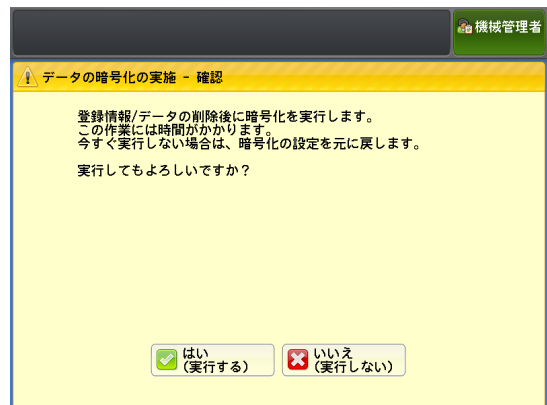 機械管理者
データの暗号化の実施 - 確認
登録情報/データの削除後に暗号化を実行します。
この作業には時間がかかります。
今すぐ実行しない場合は、暗号化の設定を元に戻します。
実行してもよろしいですか？
はい
(実行する)
いいえ
(実行しない)